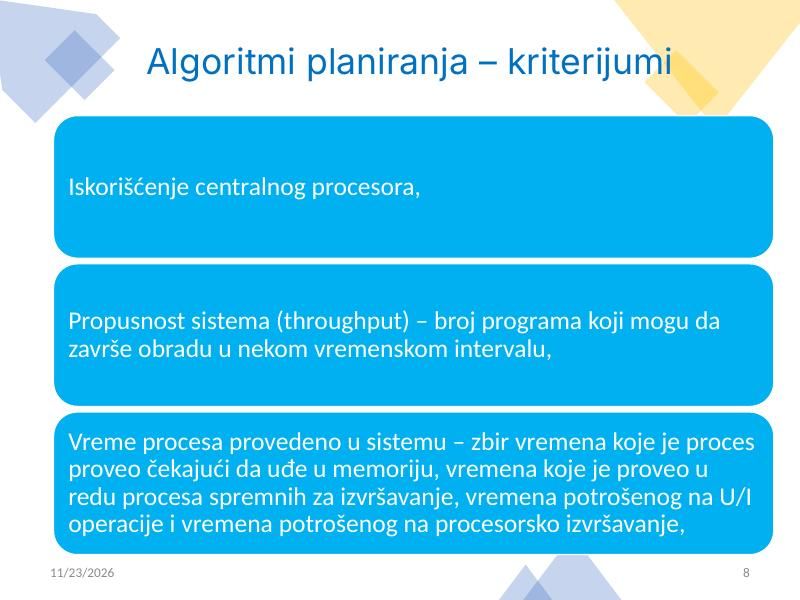 Algoritmi planiranja – kriterijumi
Iskorišćenje centralnog procesora,
Propusnost sistema (throughput) – broj programa koji mogu da
završe obradu u nekom vremenskom intervalu,
Vreme procesa provedeno u sistemu – zbir vremena koje je proces
proveo čekajući da uđe u memoriju, vremena koje je proveo u
redu procesa spremnih za izvršavanje, vremena potrošenog na U/I
operacije i vremena potrošenog na procesorsko izvršavanje,
11/23/2026
8